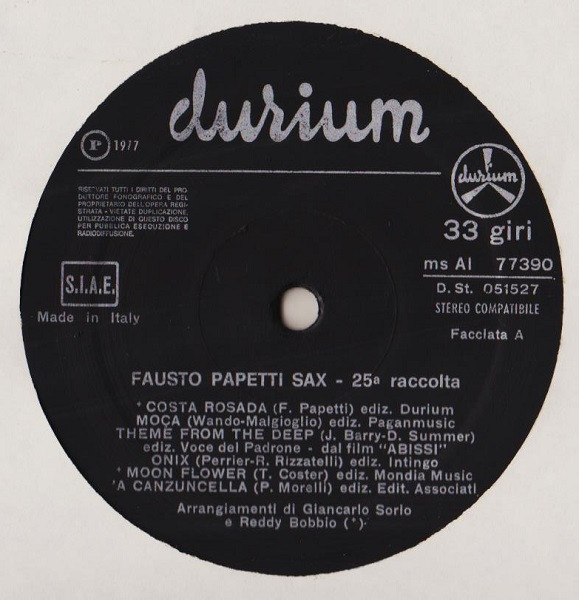 durium
P 1977
durium
RISERVATI TUTTI I DIRITTI DEL PRO-
DUTTORE FONOGRAFICO E DEL
PROPRIETARIO DELL'OPERA REGI-
STRATA • VIETATE DUPLICAZIONE,
UTILIZZAZIONE DI QUESTO DISCO
PER PUBBLICA ESECUZIONE E
RADIODIFFUSIONE.
33 giri
ms Al 77390
S.I.A.E.
D. St. 051527
STEREO COMPATIBILE
Made in Italy
Facciata A
FAUSTO PAPETTI SAX - 25ª raccolta
* COSTA ROSADA (F. Papetti) ediz. Durium
MOÇA (Wando-Malgioglio) ediz. Paganmusic
THEME FROM THE DEEP (J. Barry-D. Summer)
ediz. Voce del Padrone - dal film "ABISSI"
ONIX (Perrier-R. Rizzatelli) ediz. Intingo
* MOON FLOWER (T. Coster) ediz. Mondia Music
'A CANZUNCELLA (P. Morelli) ediz. Edit. Associati
Arrangiamenti di Giancarlo Sorio
e Reddy Bobbio (*)